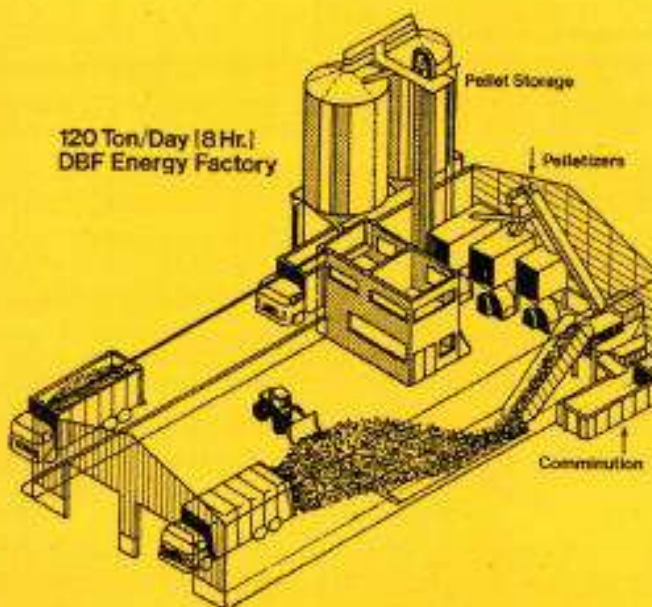 Pellet Storage
120 Ton/Day [8 Hr.]
DBF Energy Factory
Pelletizers
Comminution